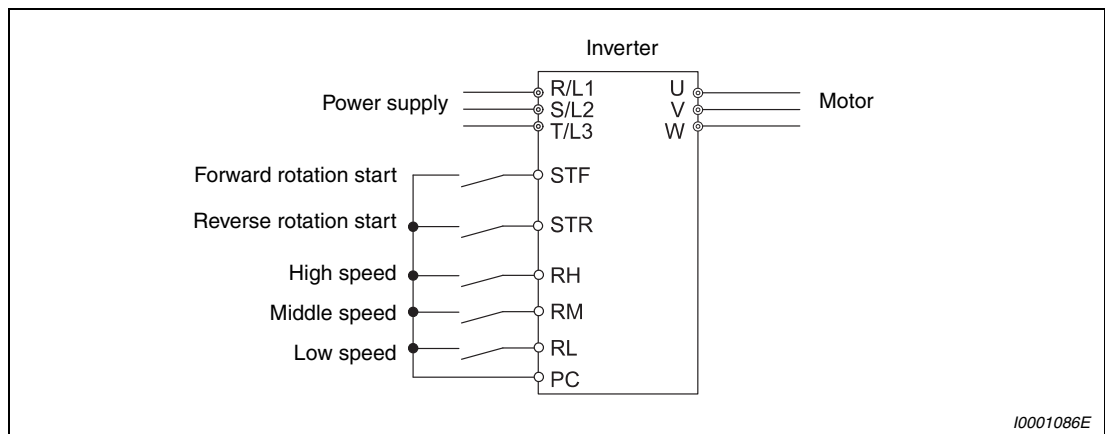 Inverter
Power supply
R/L1 U
S/L2 V
T/L3 W
Motor
Forward rotation start STF
Reverse rotation start STR
High speed RH
Middle speed RM
Low speed RL
PC
I0001086E